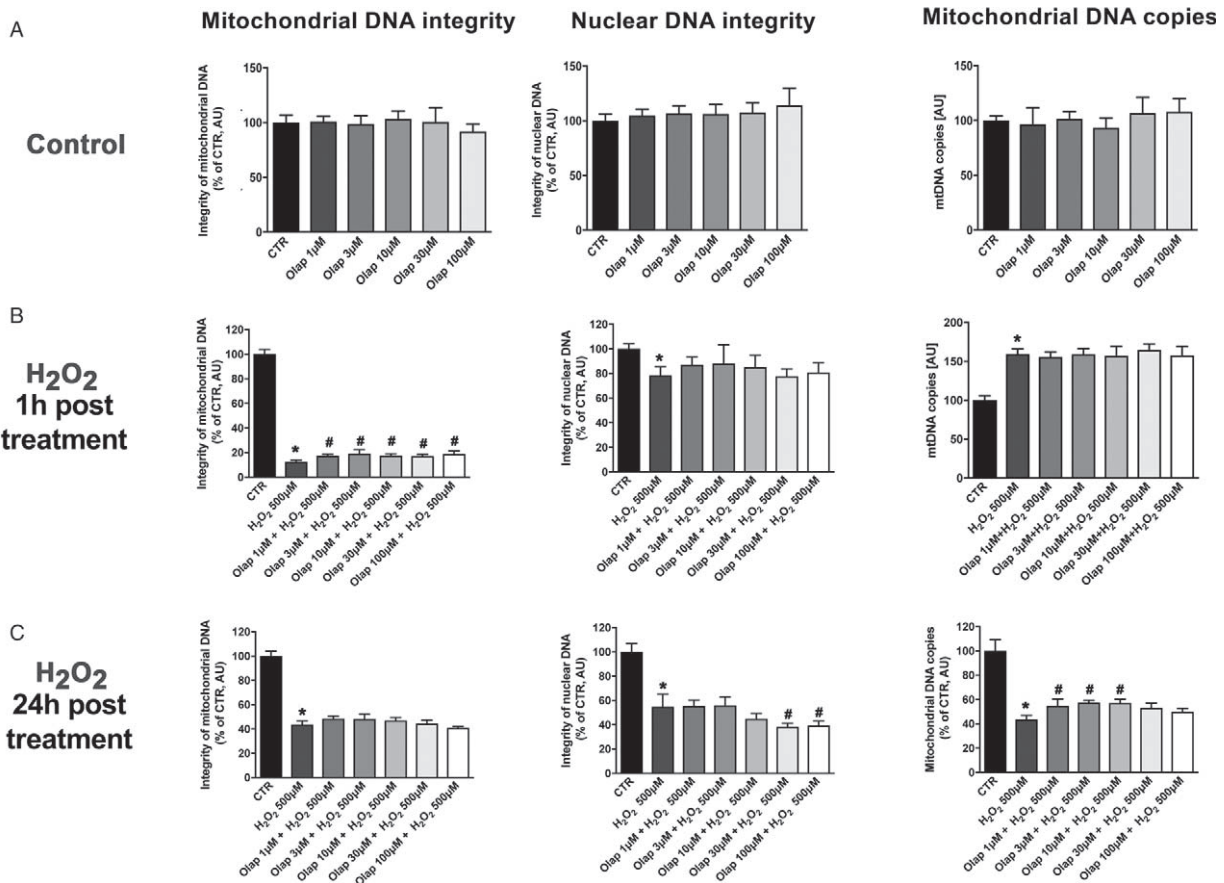 A
Mitochondrial DNA integrity
Nuclear DNA integrity
Mitochondrial DNA copies
Control
Integrity of mitochondrial DNA
(% of CTR, AU)
150
100
50
0
CTR
Olap 1µM
Olap 3µM
Olap 10µM
Olap 30µM
Olap 100µM
Integrity of nuclear DNA
(% of CTR, AU)
150
100
50
0
CTR
Olap 1µM
Olap 3µM
Olap 10µM
Olap 30µM
Olap 100µM
mtDNA copies [AU]
150
100
50
0
CTR
Olap 1µM
Olap 3µM
Olap 10µM
Olap 30µM
Olap 100µM
B
H₂O₂
1h post
treatment
Integrity of mitochondrial DNA
(% of CTR, AU)
120
100
80
60
40
20
0
*
#
#
#
#
#
CTR
H₂O₂ 500µM
Olap 1µM + H₂O₂ 500µM
Olap 3µM + H₂O₂ 500µM
Olap 10µM + H₂O₂ 500µM
Olap 30µM + H₂O₂ 500µM
Olap 100µM + H₂O₂ 500µM
Integrity of nuclear DNA
(% of CTR, AU)
120
100
80
60
40
20
0
*
CTR
H₂O₂ 500µM
Olap 1µM + H₂O₂ 500µM
Olap 3µM + H₂O₂ 500µM
Olap 10µM + H₂O₂ 500µM
Olap 30µM + H₂O₂ 500µM
Olap 100µM + H₂O₂ 500µM
mtDNA copies [AU]
200
150
100
50
0
*
CTR
H₂O₂ 500µM
Olap 1µM+H₂O₂ 500µM
Olap 3µM+H₂O₂ 500µM
Olap 10µM+H₂O₂ 500µM
Olap 30µM+H₂O₂ 500µM
Olap 100µM+H₂O₂ 500µM
C
H₂O₂
24h post
treatment
Integrity of mitochondrial DNA
(% of CTR, AU)
120
100
80
60
40
20
0
*
CTR
H₂O₂ 500µM
Olap 1µM + H₂O₂ 500µM
Olap 3µM + H₂O₂ 500µM
Olap 10µM + H₂O₂ 500µM
Olap 30µM + H₂O₂ 500µM
Olap 100µM + H₂O₂ 500µM
Integrity of nuclear DNA
(% of CTR, AU)
120
100
80
60
40
20
0
*
#
#
CTR
H₂O₂ 500µM
Olap 1µM + H₂O₂ 500µM
Olap 3µM + H₂O₂ 500µM
Olap 10µM + H₂O₂ 500µM
Olap 30µM + H₂O₂ 500µM
Olap 100µM + H₂O₂ 500µM
Mitochondrial DNA copies
(% of CTR, AU)
120
100
80
60
40
20
0
*
#
#
#
CTR
H₂O₂ 500µM
Olap 1µM + H₂O₂ 500µM
Olap 3µM + H₂O₂ 500µM
Olap 10µM + H₂O₂ 500µM
Olap 30µM + H₂O₂ 500µM
Olap 100µM + H₂O₂ 500µM